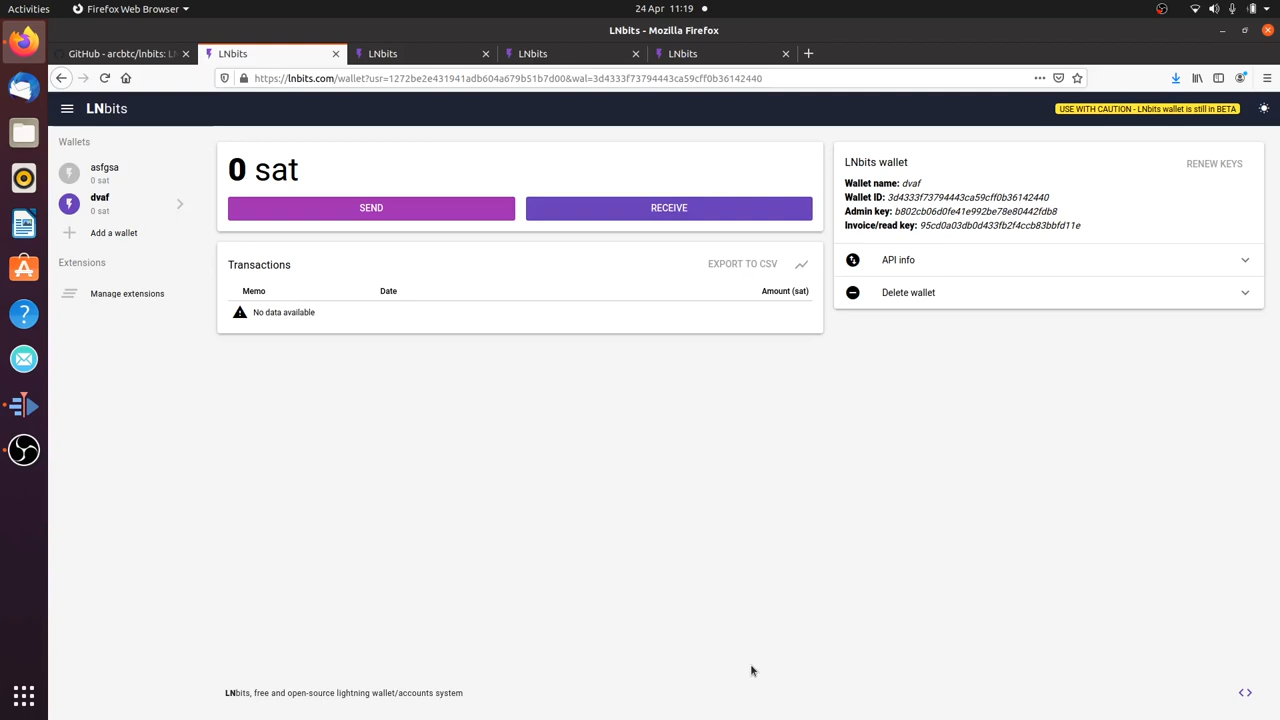 Activities
Firefox Web Browser
24 Apr 11:19
LNbits - Mozilla Firefox
GitHub - arcbtc/lnbits: LN
LNbits
LNbits
LNbits
LNbits
https://lnbits.com/wallet?usr=1272be2e431941adb604a679b51b7d00&wal=3d4333f73794443ca59cff0b36142440
LNbits
USE WITH CAUTION - LNbits wallet is still in BETA
Wallets
asfgsa
0 sat
dvaf
0 sat
Add a wallet
Extensions
Manage extensions
0 sat
SEND
RECEIVE
Transactions
EXPORT TO CSV
Memo
Date
Amount (sat)
No data available
LNbits wallet
RENEW KEYS
Wallet name: dvaf
Wallet ID: 3d4333f73794443ca59cff0b36142440
Admin key: b802cb06d0fe41e992be78e80442fdb8
Invoice/read key: 95cd0a03db0d433fb2f4ccb83bbfd11e
API info
Delete wallet
LNbits, free and open-source lightning wallet/accounts system